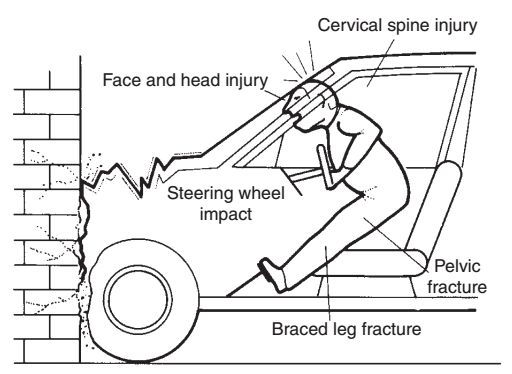 Cervical spine injury
Face and head injury
Steering wheel
impact
Pelvic
fracture
Braced leg fracture